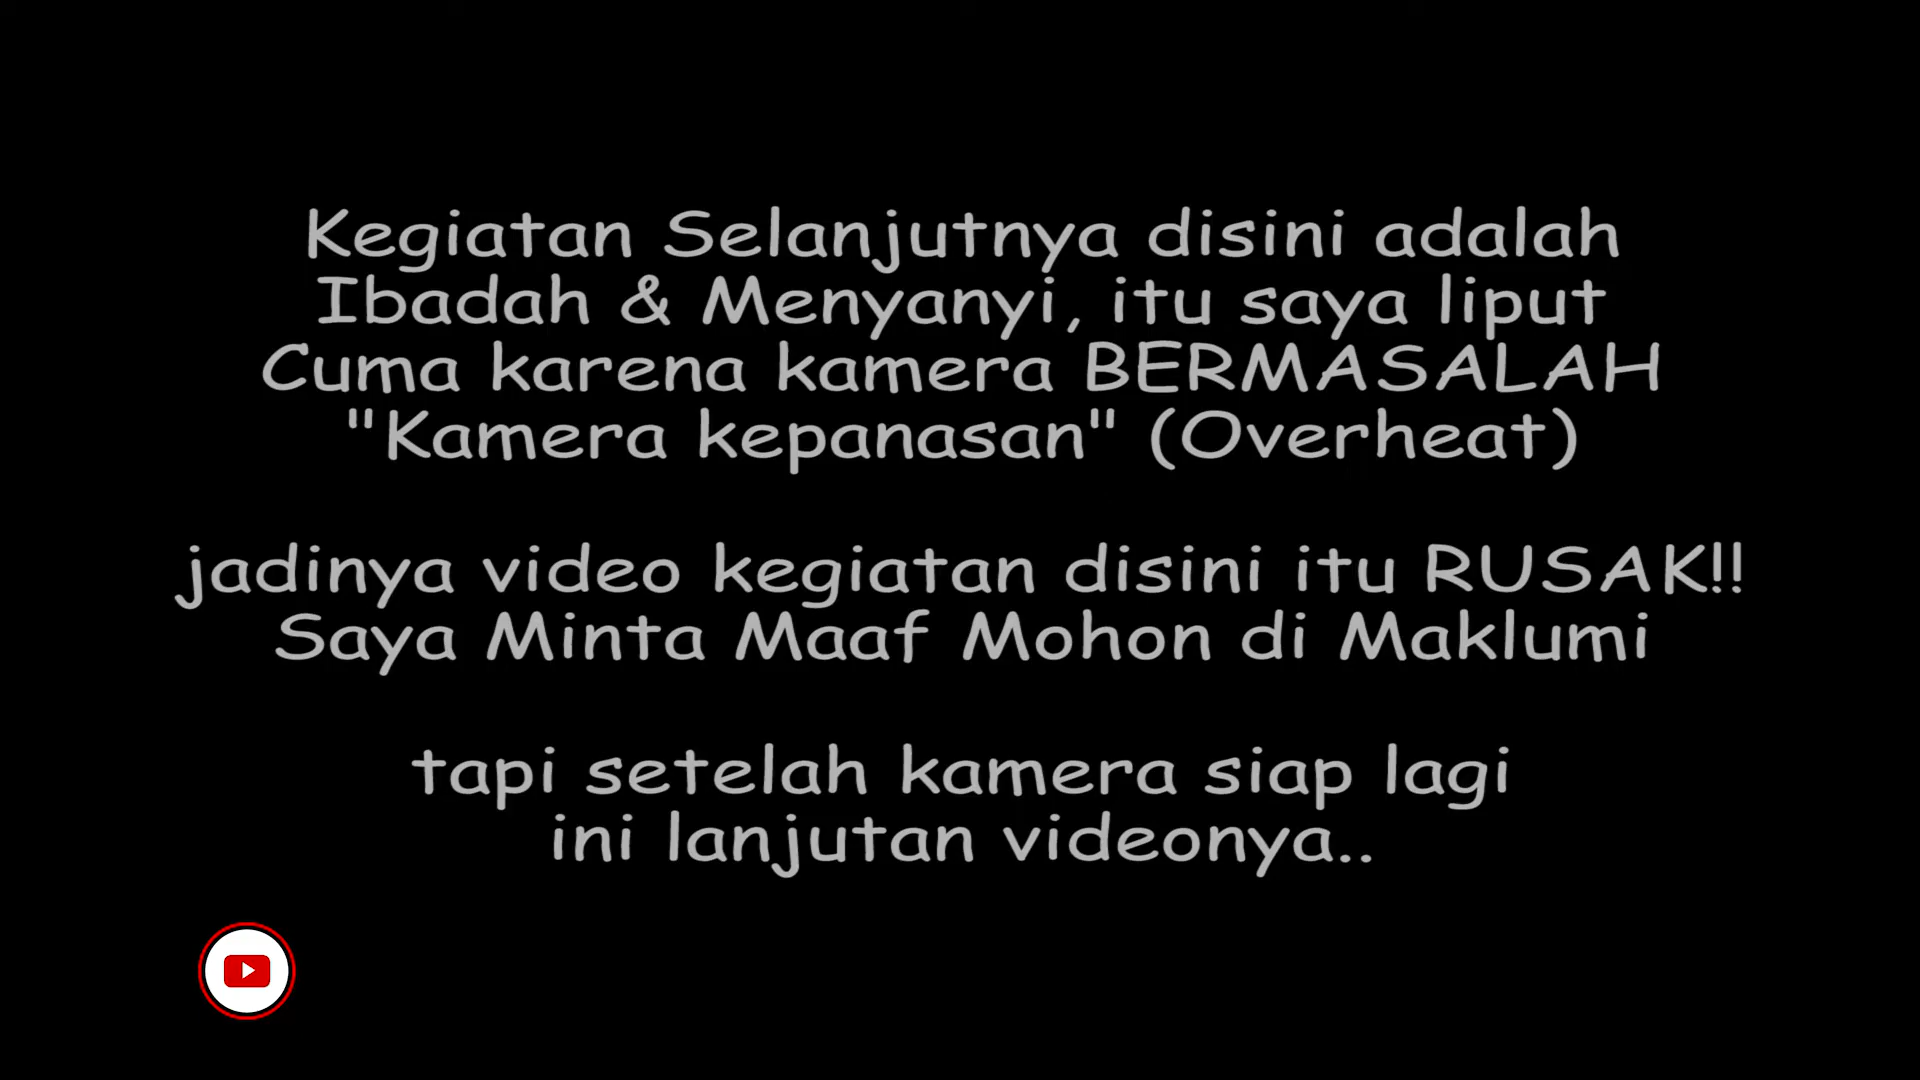 Kegiatan Selanjutnya disini adalah
Ibadah & Menyanyi, itu saya liput
Cuma karena kamera BERMASALAH
"Kamera kepanasan" (Overheat)
jadinya video kegiatan disini itu RUSAK!!
Saya Minta Maaf Mohon di Maklumi
tapi setelah kamera siap lagi
ini lanjutan videonya..